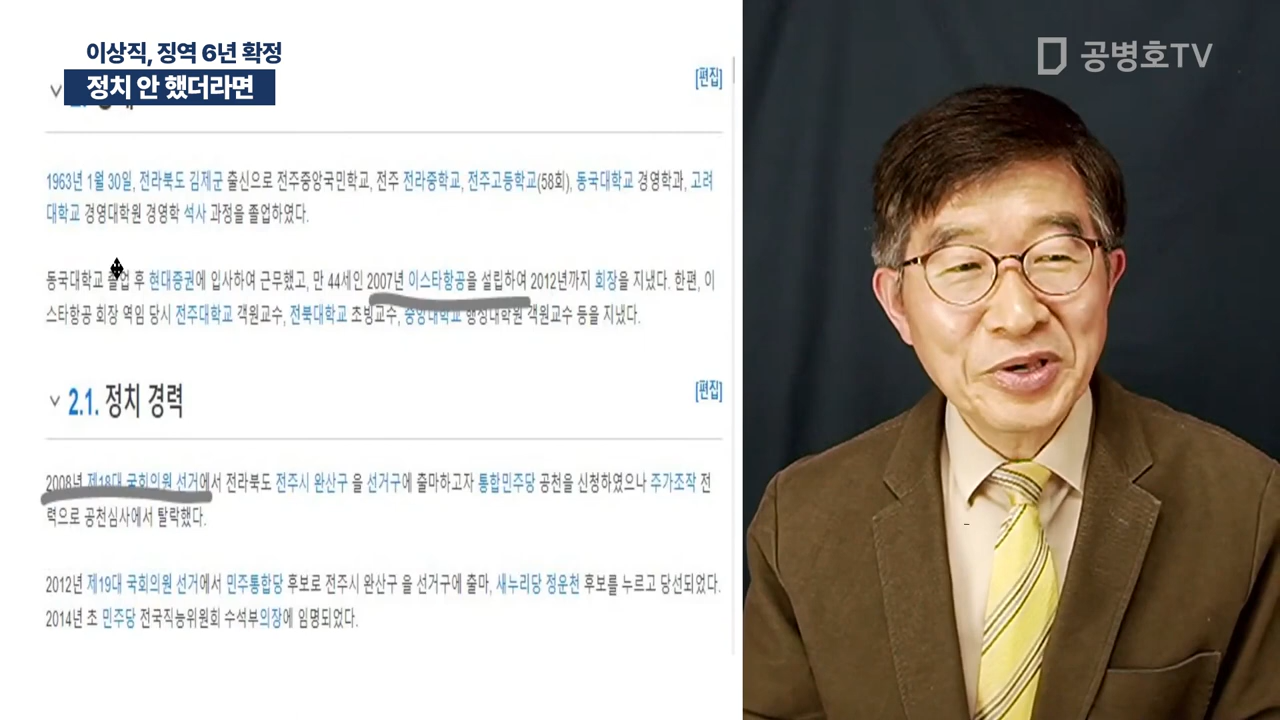 이상직, 징역 6년 확정
정치 안 했더라면
공병호TV
[편집]
1963년 1월 30일, 전라북도 김제군 출신으로 전주중앙국민학교, 전주 전라중학교, 전주고등학교(58회), 동국대학교 경영학과, 고려
대학교 경영대학원 경영학 석사 과정을 졸업하였다.
동국대학교 졸업 후 현대증권에 입사하여 근무했고, 만 44세인 2007년 이스타항공을 설립하여 2012년까지 회장을 지냈다. 한편, 이
스타항공 회장 역임 당시 전주대학교 객원교수, 전북대학교 초빙교수, 중앙대학교 행정대학원 객원교수 등을 지냈다.
2.1. 정치 경력
[편집]
2008년 제18대 국회의원 선거에서 전라북도 전주시 완산구 을 선거구에 출마하고자 통합민주당 공천을 신청하였으나 주가조작 전
력으로 공천심사에서 탈락했다.
2012년 제19대 국회의원 선거에서 민주통합당 후보로 전주시 완산구 을 선거구에 출마, 새누리당 정운천 후보를 누르고 당선되었다.
2014년 초 민주당 전국직능위원회 수석부의장에 임명되었다.